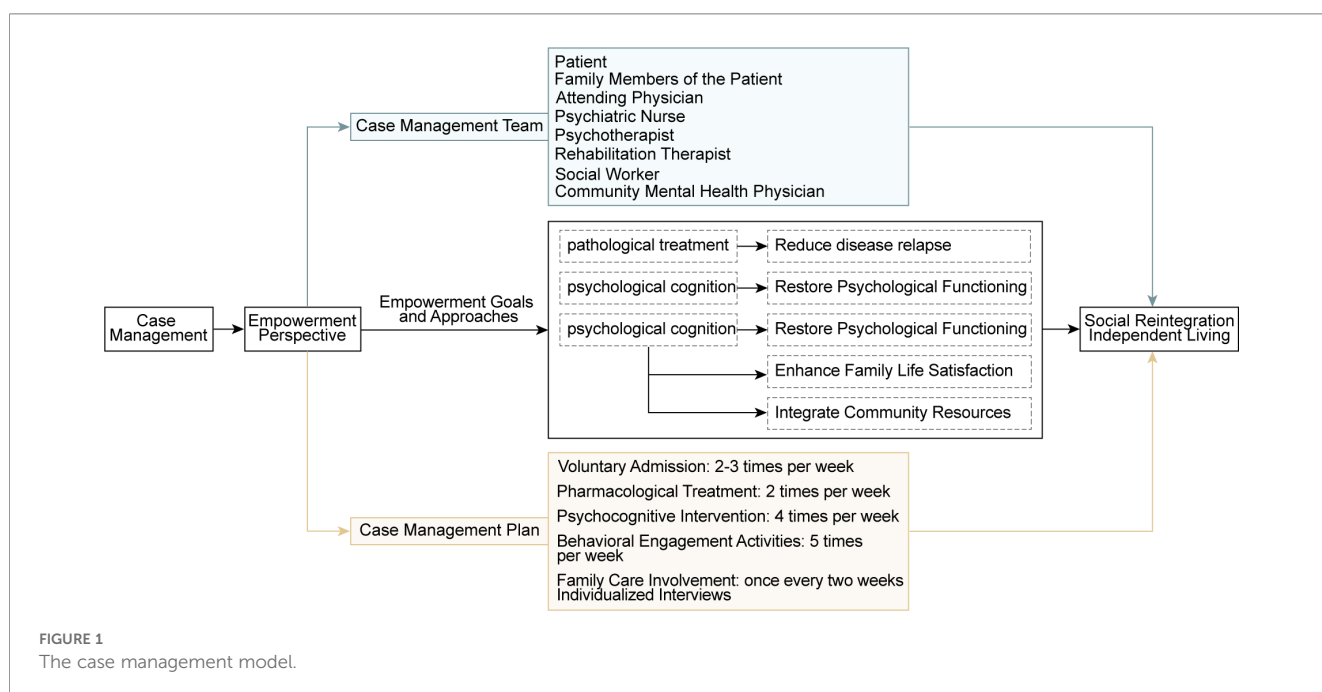 Patient
Family Members of the Patient
Attending Physician
Psychiatric Nurse
Case Management Team
Psychotherapist
Rehabilitation Therapist
Social Worker
Community Mental Health Physician
pathological treatment
Reduce disease relapse
psychological cognition
Restore Psychological Functioning
Case
Management
Empowerment
Perspective
Empowerment Goals
and Approaches
psychological cognition
Restore Psychological Functioning
Social Reintegration
Independent Living
Enhance Family Life Satisfaction
Integrate Community Resources
Case Management Plan
Voluntary Admission: 2-3 times per week
Pharmacological Treatment: 2 times per week
Psychocognitive Intervention: 4 times per week
Behavioral Engagement Activities: 5 times
per week
Family Care Involvement: once every two weeks
Individualized Interviews
FIGURE 1
The case management model.